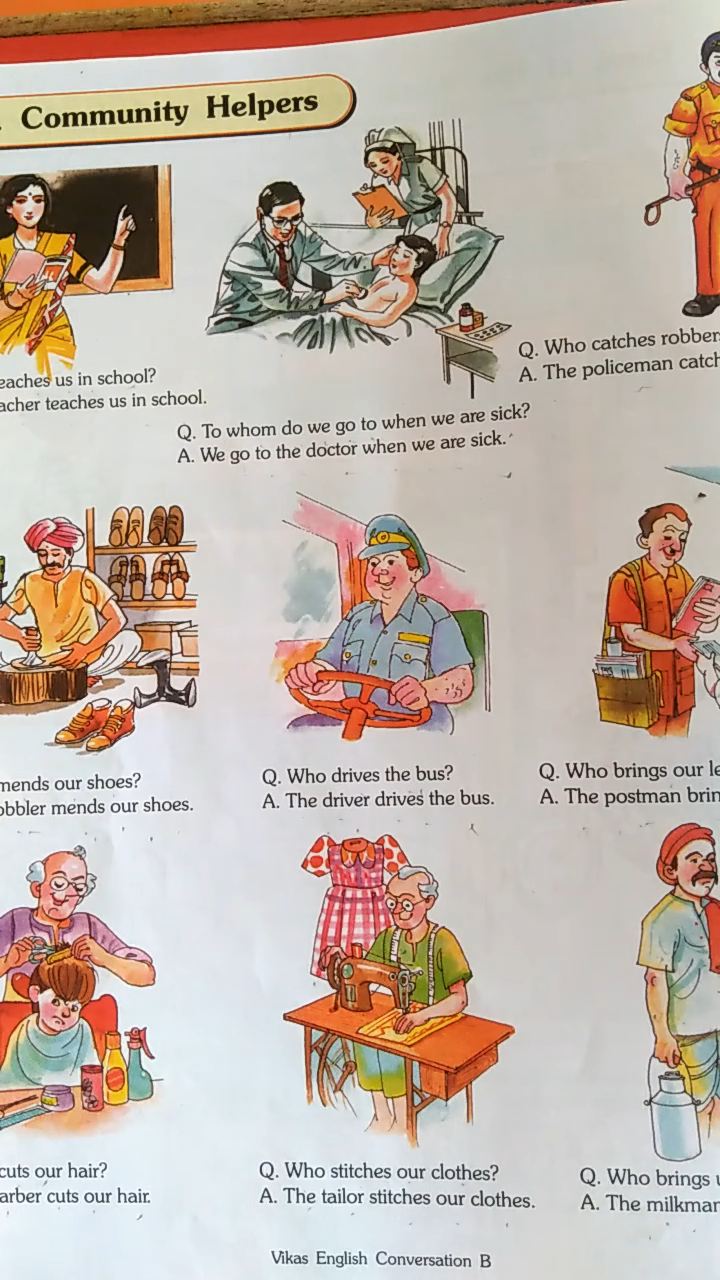 Community Helpers
eaches us in school?
acher teaches us in school.
Q. To whom do we go to when we are sick?
A. We go to the doctor when we are sick.
Q. Who catches robber
A. The policeman catch
mends our shoes?
obbler mends our shoes.
Q. Who drives the bus?
A. The driver drives the bus.
Q. Who brings our le
A. The postman brin
cuts our hair?
arber cuts our hair.
Q. Who stitches our clothes?
A. The tailor stitches our clothes.
Q. Who brings u
A. The milkman
Vikas English Conversation B